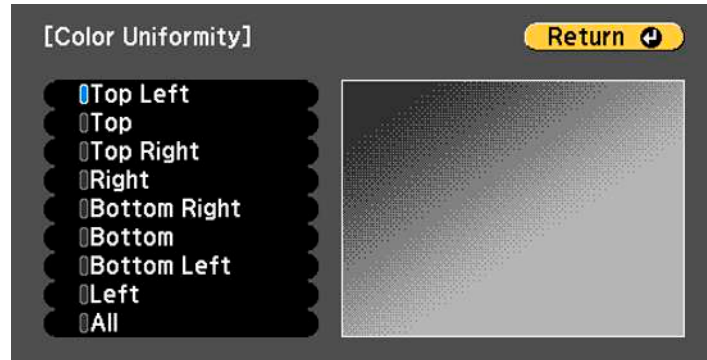 [Color Uniformity]
Return
Top Left
Top
Top Right
Right
Bottom Right
Bottom
Bottom Left
Left
All